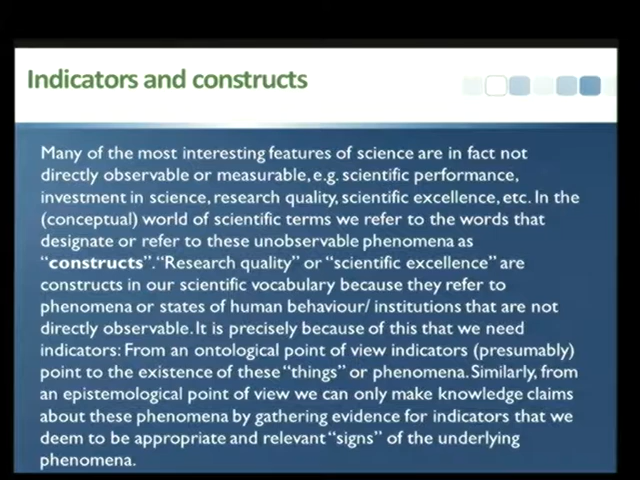 Indicators and constructs
Many of the most interesting features of science are in fact not
directly observable or measurable, e.g. scientific performance,
investment in science, research quality, scientific excellence, etc. In the
(conceptual) world of scientific terms we refer to the words that
designate or refer to these unobservable phenomena as
“constructs”. “Research quality” or “scientific excellence” are
constructs in our scientific vocabulary because they refer to
phenomena or states of human behaviour/ institutions that are not
directly observable. It is precisely because of this that we need
indicators: From an ontological point of view indicators (presumably)
point to the existence of these “things” or phenomena. Similarly, from
an epistemological point of view we can only make knowledge claims
about these phenomena by gathering evidence for indicators that we
deem to be appropriate and relevant “signs” of the underlying
phenomena.